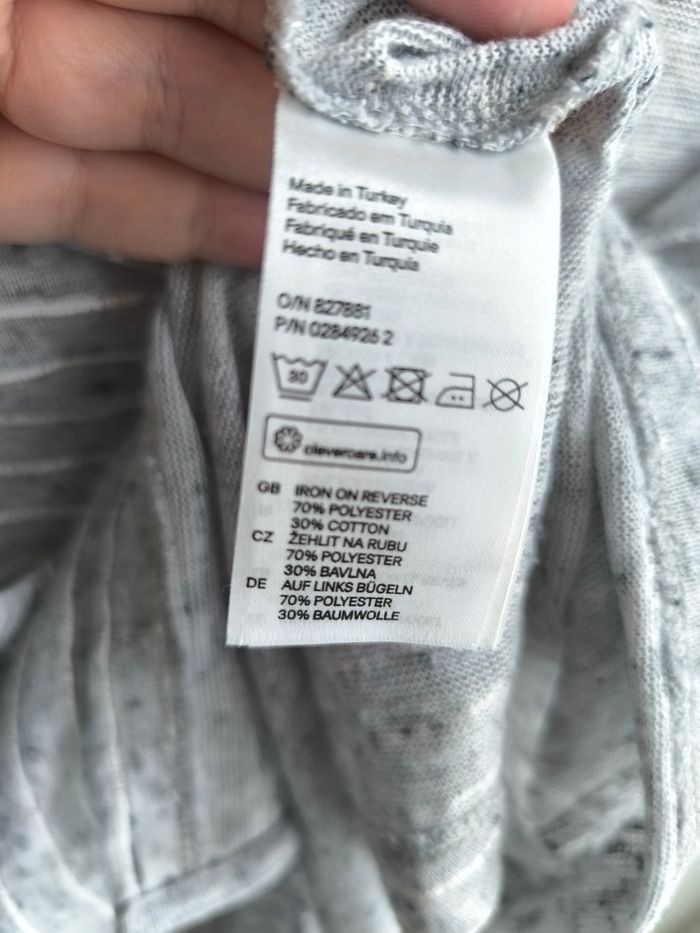 Made in Turkey
Fabricado em Turquia
Fabriqué en Turquie
Hecho en Turquía
O/N 827881
P/N 0284926 2
30
clevercare.info
GB IRON ON REVERSE
70% POLYESTER
30% COTTON
CZ ŽEHLIT NA RUBU
70% POLYESTER
30% BAVLNA
DE AUF LINKS BÜGELN
70% POLYESTER
30% BAUMWOLLE